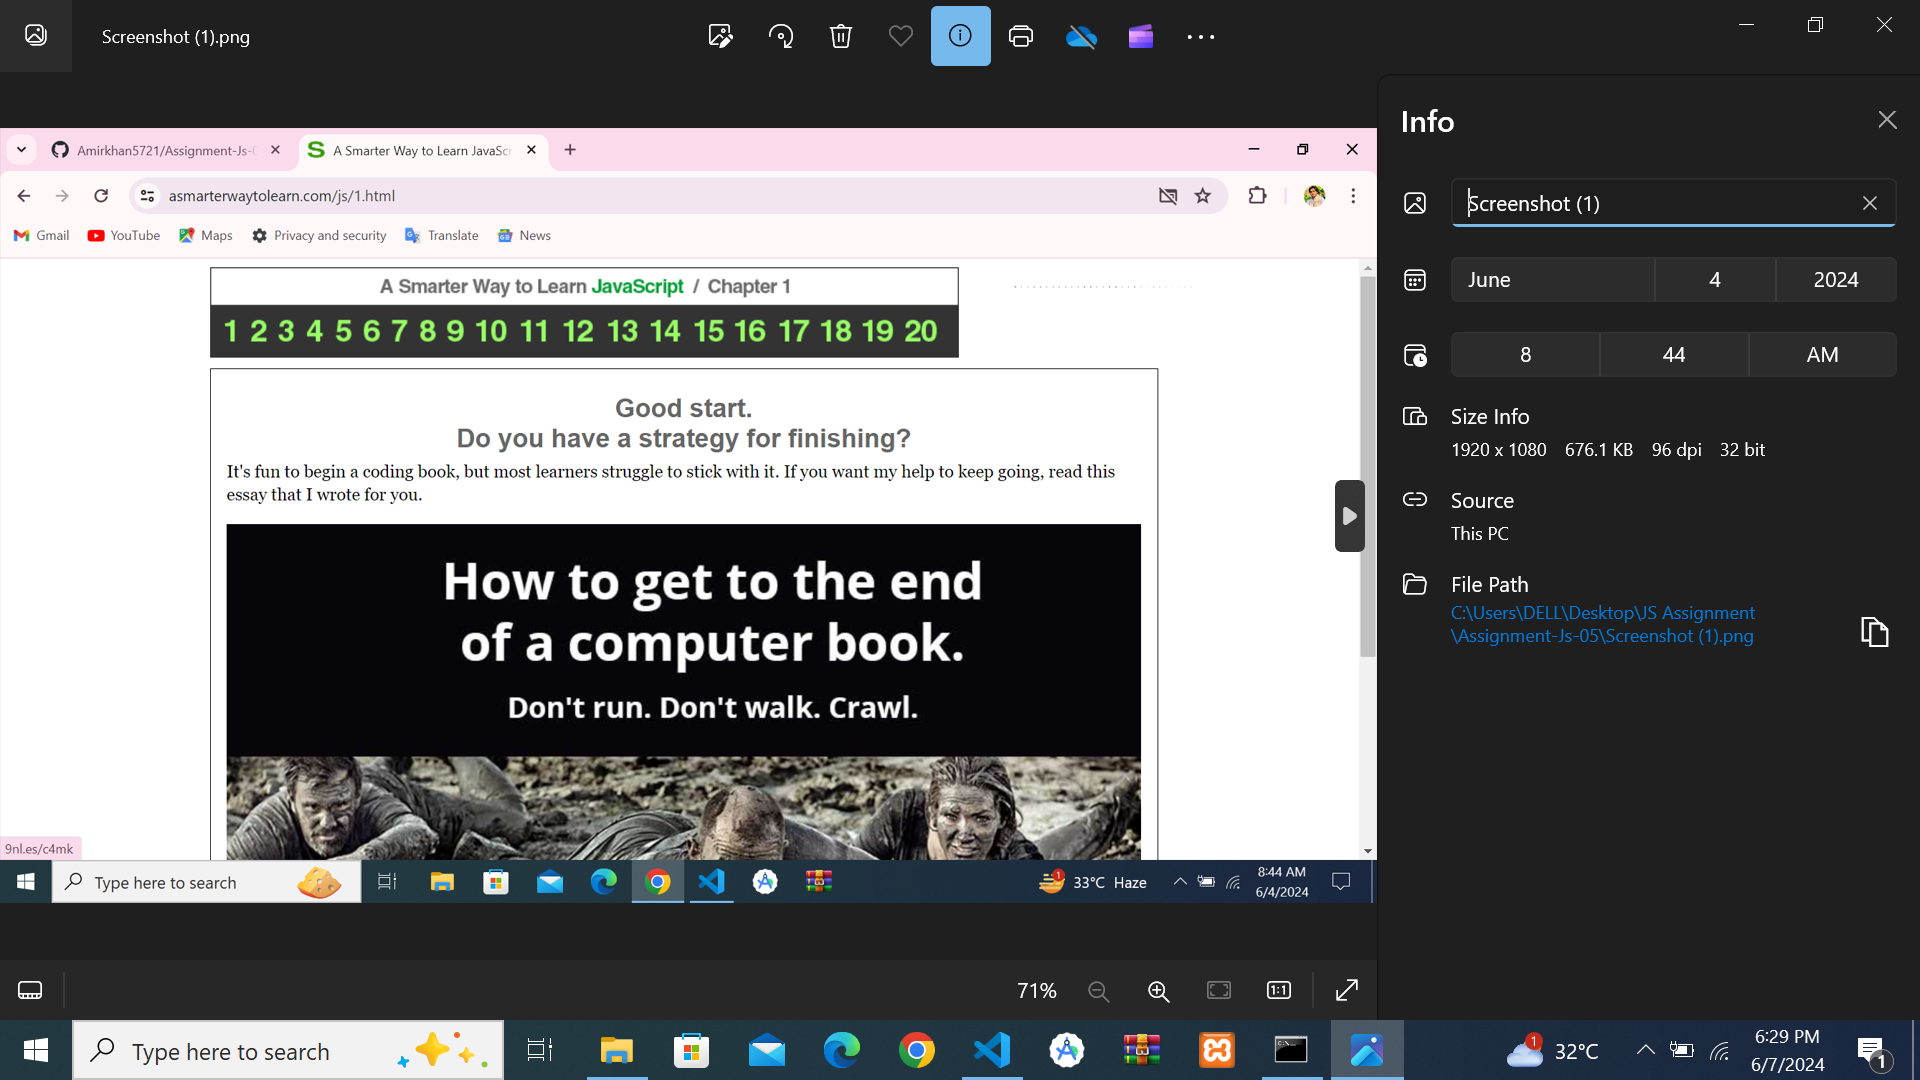 Screenshot (1).png
Info
Amirkhan5721/Assignment-Js-0
A Smarter Way to Learn JavaScr
asmarterwaytolearn.com/js/1.html
Gmail YouTube Maps Privacy and security Translate News
A Smarter Way to Learn JavaScript / Chapter 1
1 2 3 4 5 6 7 8 9 10 11 12 13 14 15 16 17 18 19 20
Good start.
Do you have a strategy for finishing?
It's fun to begin a coding book, but most learners struggle to stick with it. If you want my help to keep going, read this
essay that I wrote for you.
How to get to the end
of a computer book.
Don't run. Don't walk. Crawl.
9nl.es/c4mk
Type here to search
1
33°C Haze
8:44 AM
6/4/2024
Screenshot (1)
June 4 2024
8 44 AM
Size Info
1920 x 1080 676.1 KB 96 dpi 32 bit
Source
This PC
File Path
C:\Users\DELL\Desktop\JS Assignment
\Assignment-Js-05\Screenshot (1).png
71%
1:1
Type here to search
1
32°C
6:29 PM
6/7/2024
1